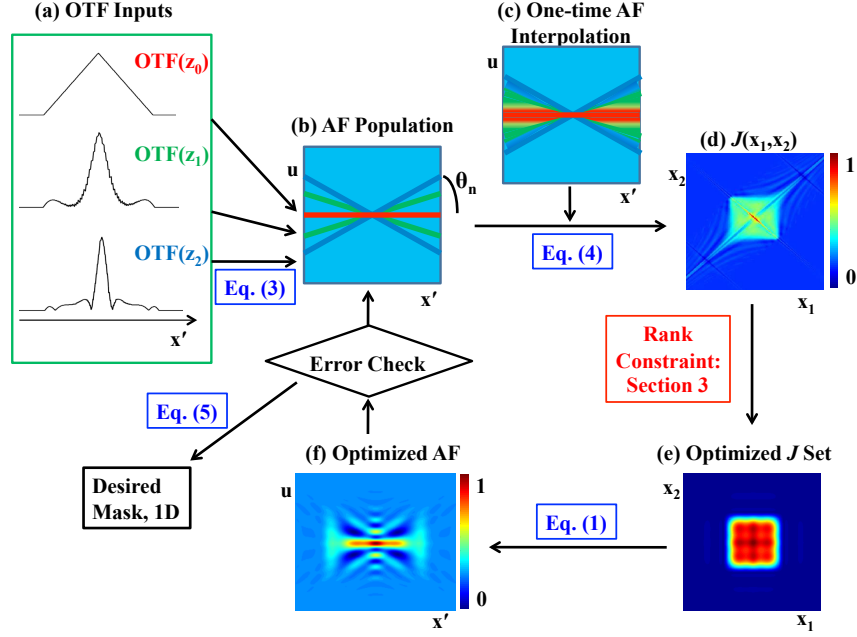 (a) OTF Inputs
OTF(z0)
OTF(z1)
OTF(z2)
x′
Eq. (3)
(b) AF Population
u
θn
x′
(c) One-time AF
Interpolation
u
x′
Eq. (4)
(d) J(x1,x2)
x2
1
0
x1
Rank
Constraint:
Section 3
(e) Optimized J Set
x2
1
0
x1
Eq. (1)
(f) Optimized AF
u
1
0
x′
Error Check
Eq. (5)
Desired
Mask, 1D